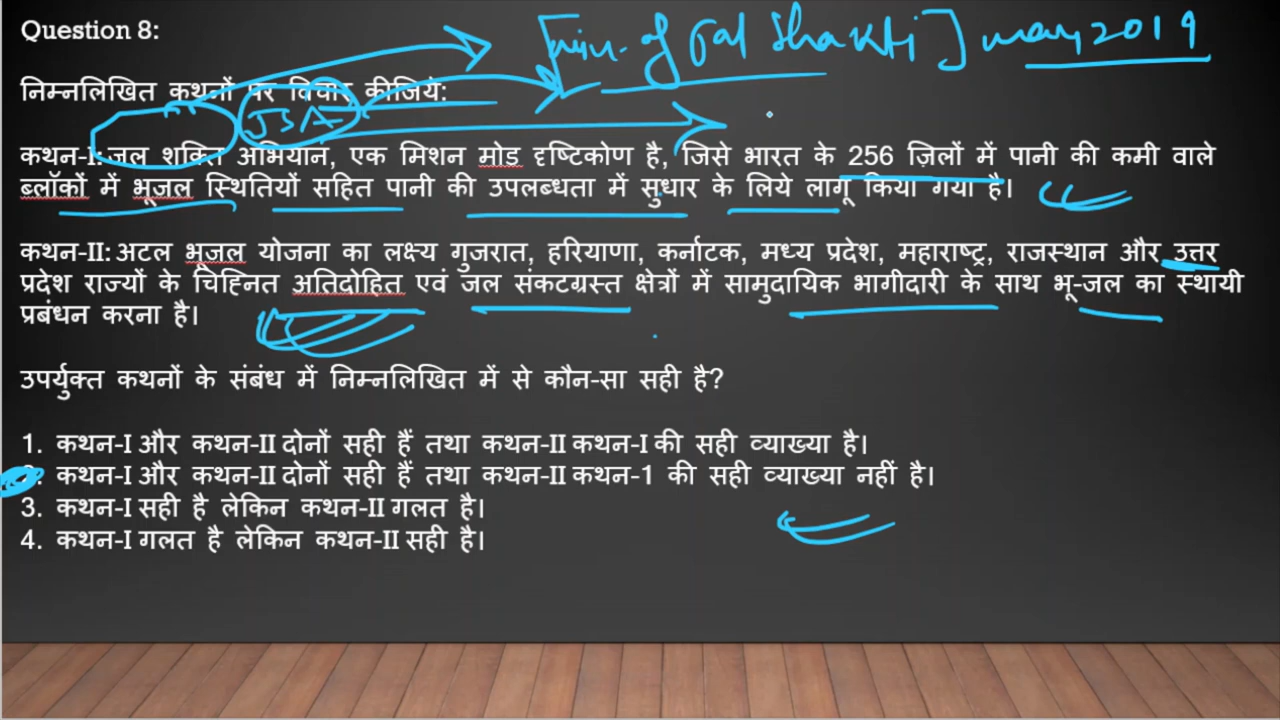 Question 8:
[min. of Jal Shakti] may 2019
निम्नलिखित कथनों पर विचार कीजिये:
JSA
कथन-I: जल शक्ति अभियान, एक मिशन मोड दृष्टिकोण है, जिसे भारत के 256 ज़िलों में पानी की कमी वाले
ब्लॉकों में भूजल स्थितियों सहित पानी की उपलब्धता में सुधार के लिये लागू किया गया है।
कथन-II: अटल भूजल योजना का लक्ष्य गुजरात, हरियाणा, कर्नाटक, मध्य प्रदेश, महाराष्ट्र, राजस्थान और उत्तर
प्रदेश राज्यों के चिह्नित अतिदोहित एवं जल संकटग्रस्त क्षेत्रों में सामुदायिक भागीदारी के साथ भू-जल का स्थायी
प्रबंधन करना है।
उपर्युक्त कथनों के संबंध में निम्नलिखित में से कौन-सा सही है?
1. कथन-I और कथन-II दोनों सही हैं तथा कथन-II कथन-I की सही व्याख्या है।
2. कथन-I और कथन-II दोनों सही हैं तथा कथन-II कथन-1 की सही व्याख्या नहीं है।
3. कथन-I सही है लेकिन कथन-II गलत है।
4. कथन-I गलत है लेकिन कथन-II सही है।